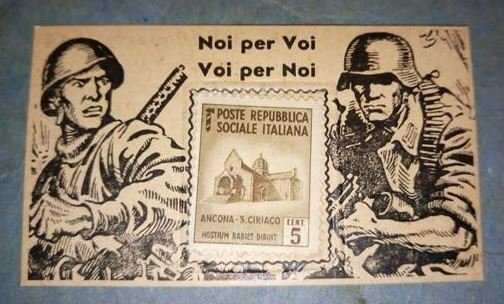 Noi per Voi
Voi per Noi
POSTE REPUBBLICA
SOCIALE ITALIANA
ANCONA-S.CIRIACO
HOSTIUM RABIES DIRUIT
CENT.
5